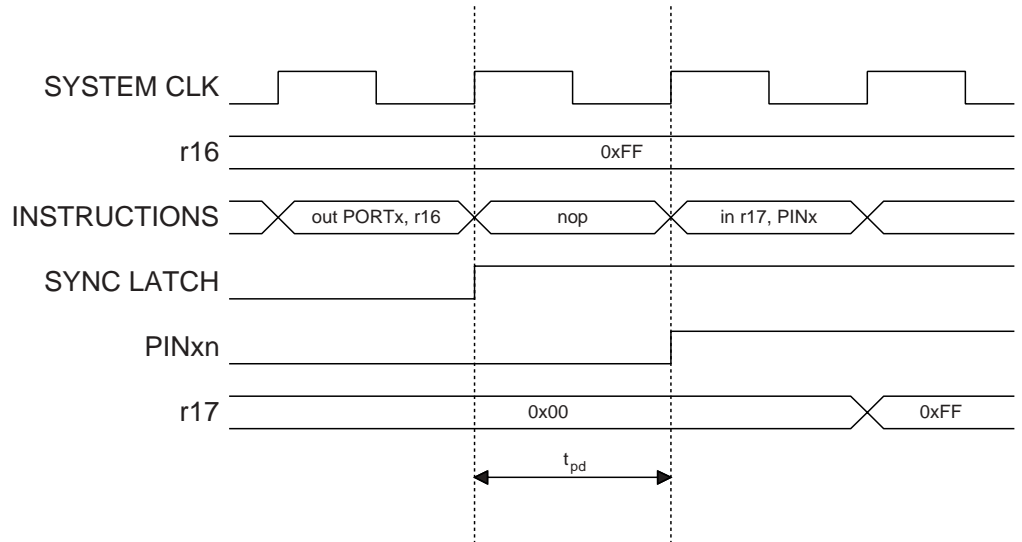 SYSTEM CLK
r16
0xFF
INSTRUCTIONS
out PORTx, r16
nop
in r17, PINx
SYNC LATCH
PINxn
r17
0x00
0xFF
tpd